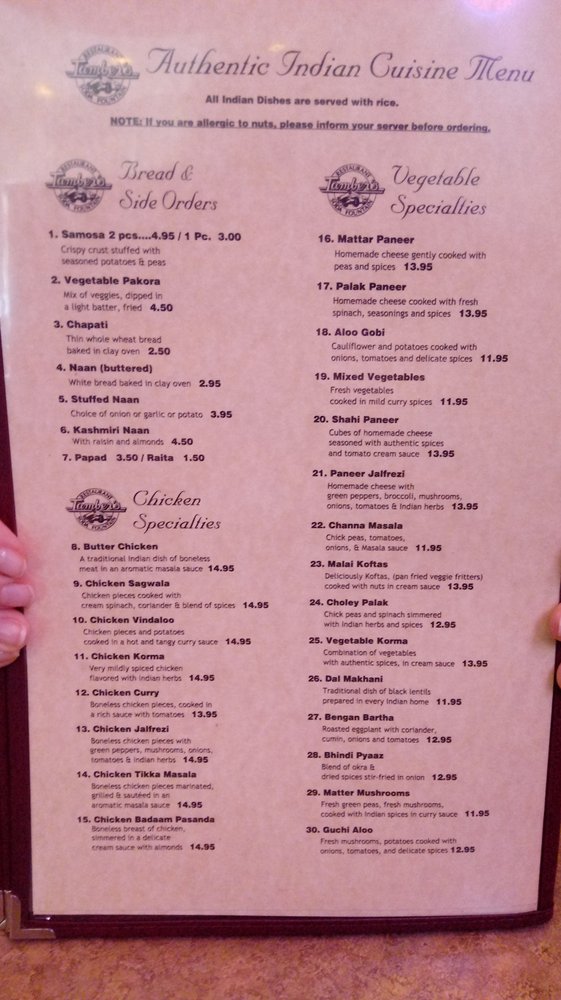 RESTAURANT
Tambers
SODA FOUNTAIN
Authentic Indian Cuisine Menu
All Indian Dishes are served with rice.
NOTE: If you are allergic to nuts, please inform your server before ordering.
RESTAURANT
Tambers
SODA FOUNTAIN
Bread &
Side Orders
1. Samosa 2 pcs....4.95 / 1 Pc. 3.00
Crispy crust stuffed with
seasoned potatoes & peas
2. Vegetable Pakora
Mix of veggies, dipped in
a light batter, fried 4.50
3. Chapati
Thin whole wheat bread
baked in clay oven 2.50
4. Naan (buttered)
White bread baked in clay oven 2.95
5. Stuffed Naan
Choice of onion or garlic or potato 3.95
6. Kashmiri Naan
With raisin and almonds 4.50
7. Papad 3.50 / Raita 1.50
RESTAURANT
Tambers
SODA FOUNTAIN
Chicken
Specialties
8. Butter Chicken
A traditional Indian dish of boneless
meat in an aromatic masala sauce 14.95
9. Chicken Sagwala
Chicken pieces cooked with
cream spinach, coriander & blend of spices 14.95
10. Chicken Vindaloo
Chicken pieces and potatoes
cooked in a hot and tangy curry sauce 14.95
11. Chicken Korma
Very mildly spiced chicken
flavored with Indian herbs 14.95
12. Chicken Curry
Boneless chicken pieces, cooked in
a rich sauce with tomatoes 13.95
13. Chicken Jalfrezi
Boneless chicken pieces with
green peppers, mushrooms, onions,
tomatoes & Indian herbs 14.95
14. Chicken Tikka Masala
Boneless chicken pieces marinated,
grilled & sautéed in an
aromatic masala sauce 14.95
15. Chicken Badaam Pasanda
Boneless breast of chicken,
simmered in a delicate
cream sauce with almonds 14.95
RESTAURANT
Tambers
SODA FOUNTAIN
Vegetable
Specialties
16. Mattar Paneer
Homemade cheese gently cooked with
peas and spices 13.95
17. Palak Paneer
Homemade cheese cooked with fresh
spinach, seasonings and spices 13.95
18. Aloo Gobi
Cauliflower and potatoes cooked with
onions, tomatoes and delicate spices 11.95
19. Mixed Vegetables
Fresh vegetables
cooked in mild curry spices 11.95
20. Shahi Paneer
Cubes of homemade cheese
seasoned with authentic spices
and tomato cream sauce 13.95
21. Paneer Jalfrezi
Homemade cheese with
green peppers, broccoli, mushrooms,
onions, tomatoes & Indian herbs 13.95
22. Channa Masala
Chick peas, tomatoes,
onions, & Masala sauce 11.95
23. Malai Koftas
Deliciously Koftas, (pan fried veggie fritters)
cooked with nuts in cream sauce 13.95
24. Choley Palak
Chick peas and spinach simmered
with Indian herbs and spices 12.95
25. Vegetable Korma
Combination of vegetables
with authentic spices, in cream sauce 13.95
26. Dal Makhani
Traditional dish of black lentils
prepared in every Indian home 11.95
27. Bengan Bartha
Roasted eggplant with coriander,
cumin, onions and tomatoes 12.95
28. Bhindi Pyaaz
Blend of okra &
dried spices stir-fried in onion 12.95
29. Matter Mushrooms
Fresh green peas, fresh mushrooms,
cooked with Indian spices in curry sauce 11.95
30. Guchi Aloo
Fresh mushrooms, potatoes cooked with
onions, tomatoes, and delicate spices 12.95